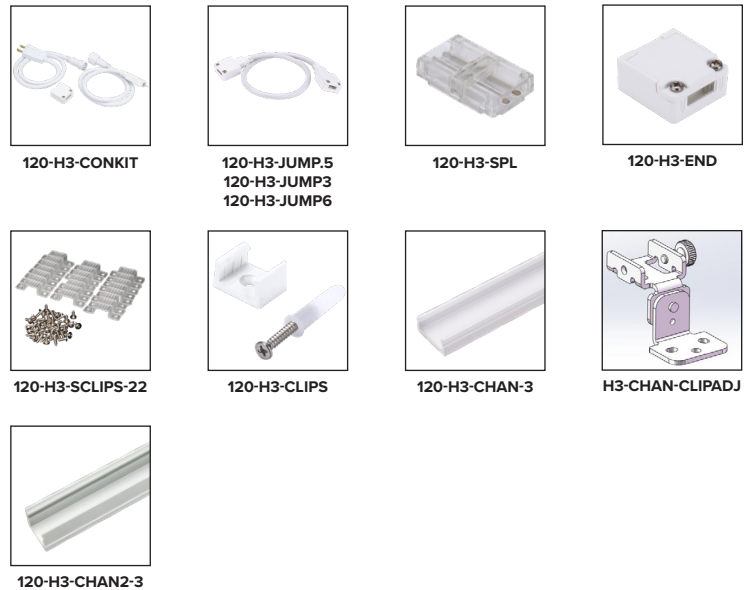 120-H3-CONKIT
120-H3-JUMP.5
120-H3-JUMP3
120-H3-JUMP6
120-H3-SPL
120-H3-END
120-H3-SCLIPS-22
120-H3-CLIPS
120-H3-CHAN-3
H3-CHAN-CLIPADJ
120-H3-CHAN2-3